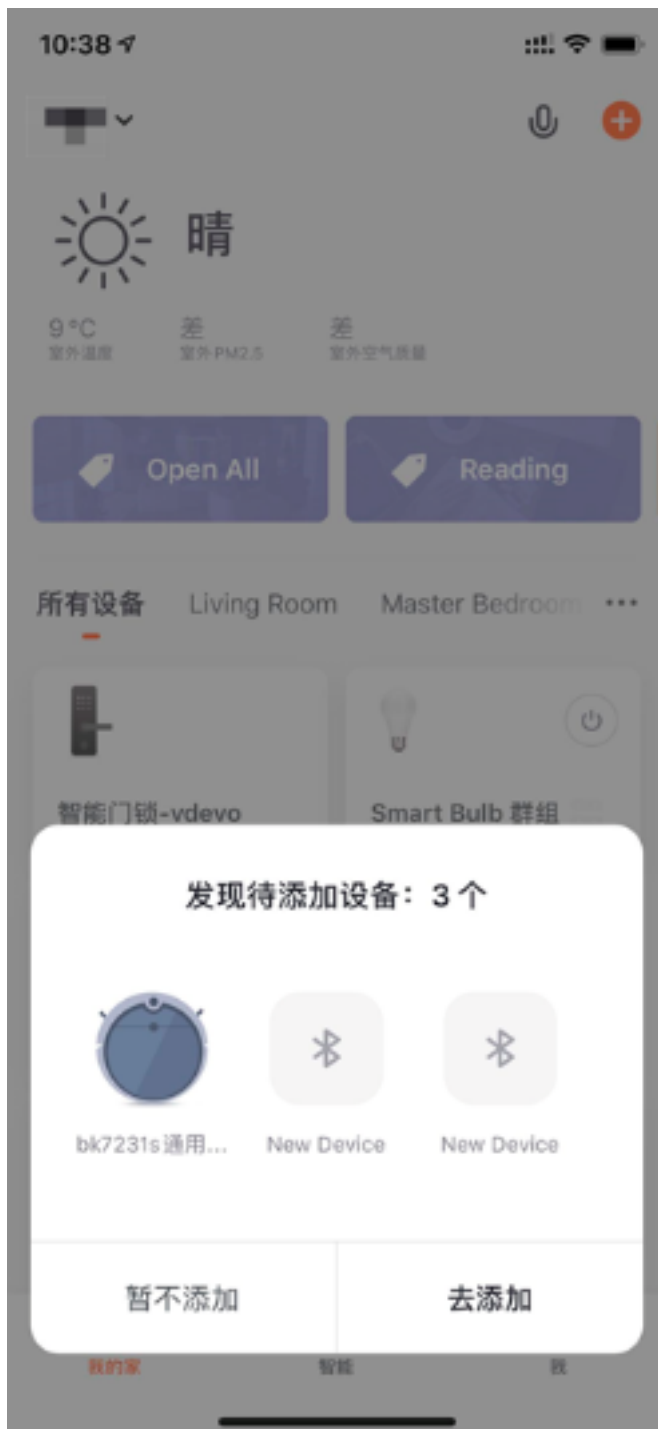 10:38
晴
9°C 差 差
室外温度 室外PM2.5 室外空气质量
Open All Reading
所有设备 Living Room Master Bedroom ...
智能门锁-vdevo Smart Bulb 群组
发现待添加设备：3个
bk7231s通用... New Device New Device
暂不添加 去添加
我的家 智能 我